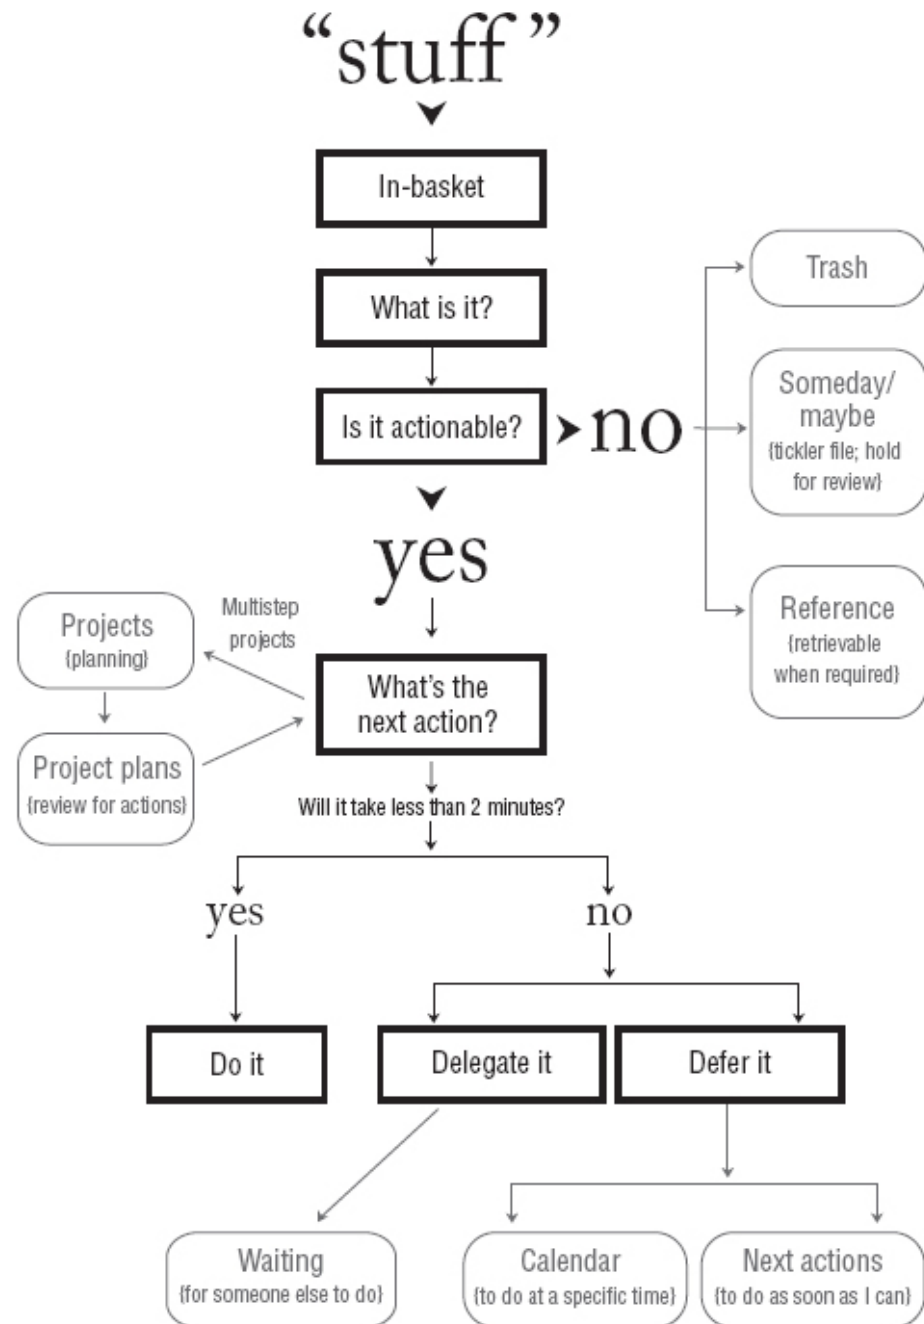 “stuff”
In-basket
What is it?
Is it actionable?
no
Trash
Someday/
maybe
{tickler file; hold
for review}
Reference
{retrievable
when required}
yes
Multistep
projects
Projects
{planning}
Project plans
{review for actions}
What’s the
next action?
Will it take less than 2 minutes?
yes
no
Do it
Delegate it
Defer it
Waiting
{for someone else to do}
Calendar
{to do at a specific time}
Next actions
{to do as soon as I can}